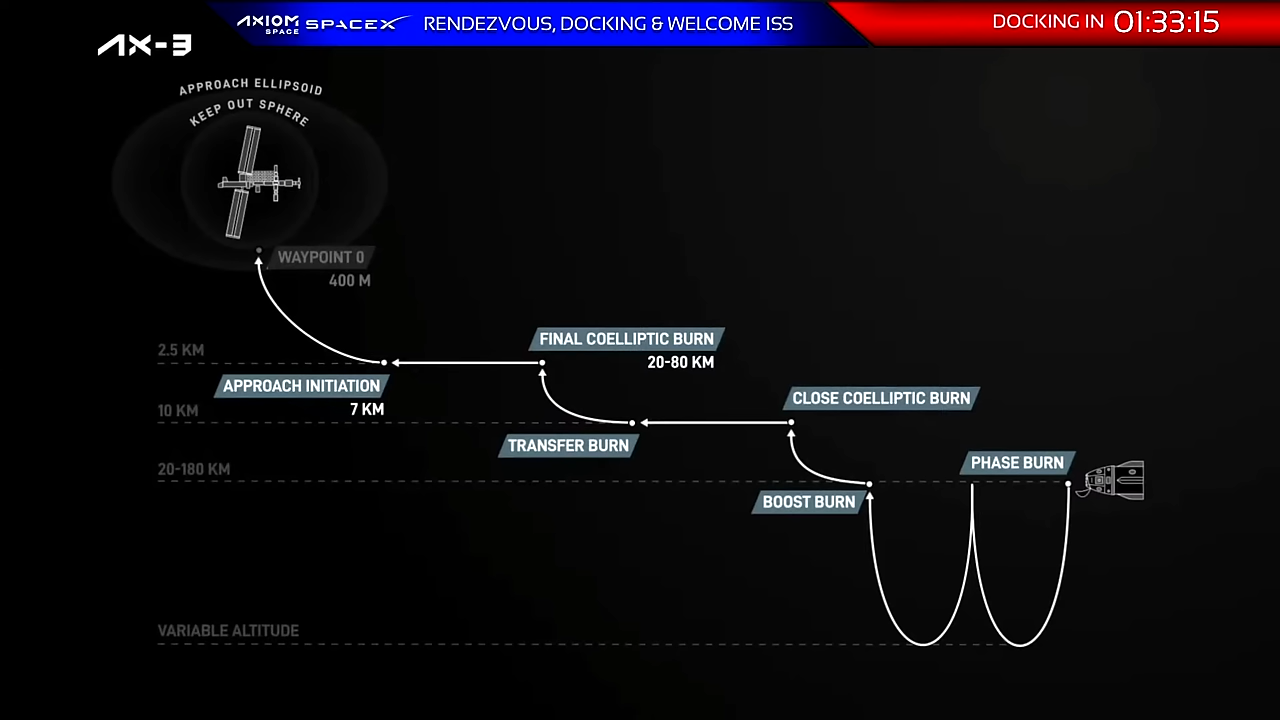 AXIOM SPACE
SPACEX
RENDEZVOUS, DOCKING & WELCOME ISS
DOCKING IN 01:33:15
AX-3
APPROACH ELLIPSOID
KEEP OUT SPHERE
WAYPOINT 0
400 M
FINAL COELLIPTIC BURN
20-80 KM
2.5 KM
APPROACH INITIATION
7 KM
CLOSE COELLIPTIC BURN
10 KM
TRANSFER BURN
PHASE BURN
20-180 KM
BOOST BURN
VARIABLE ALTITUDE